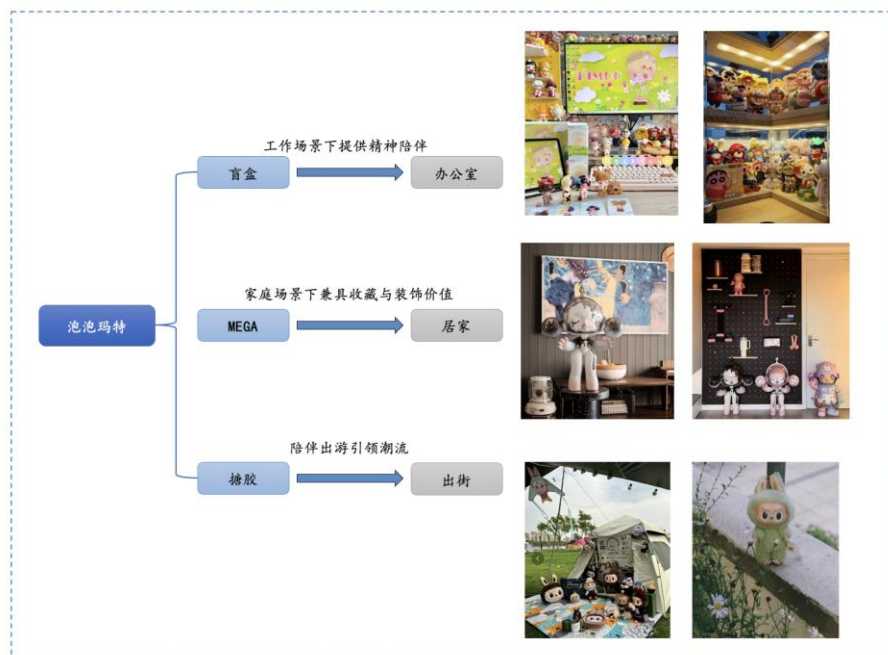 工作场景下提供精神陪伴
盲盒
办公室
家庭场景下兼具收藏与装饰价值
泡泡玛特
MEGA
居家
陪伴出游引领潮流
搪胶
出街